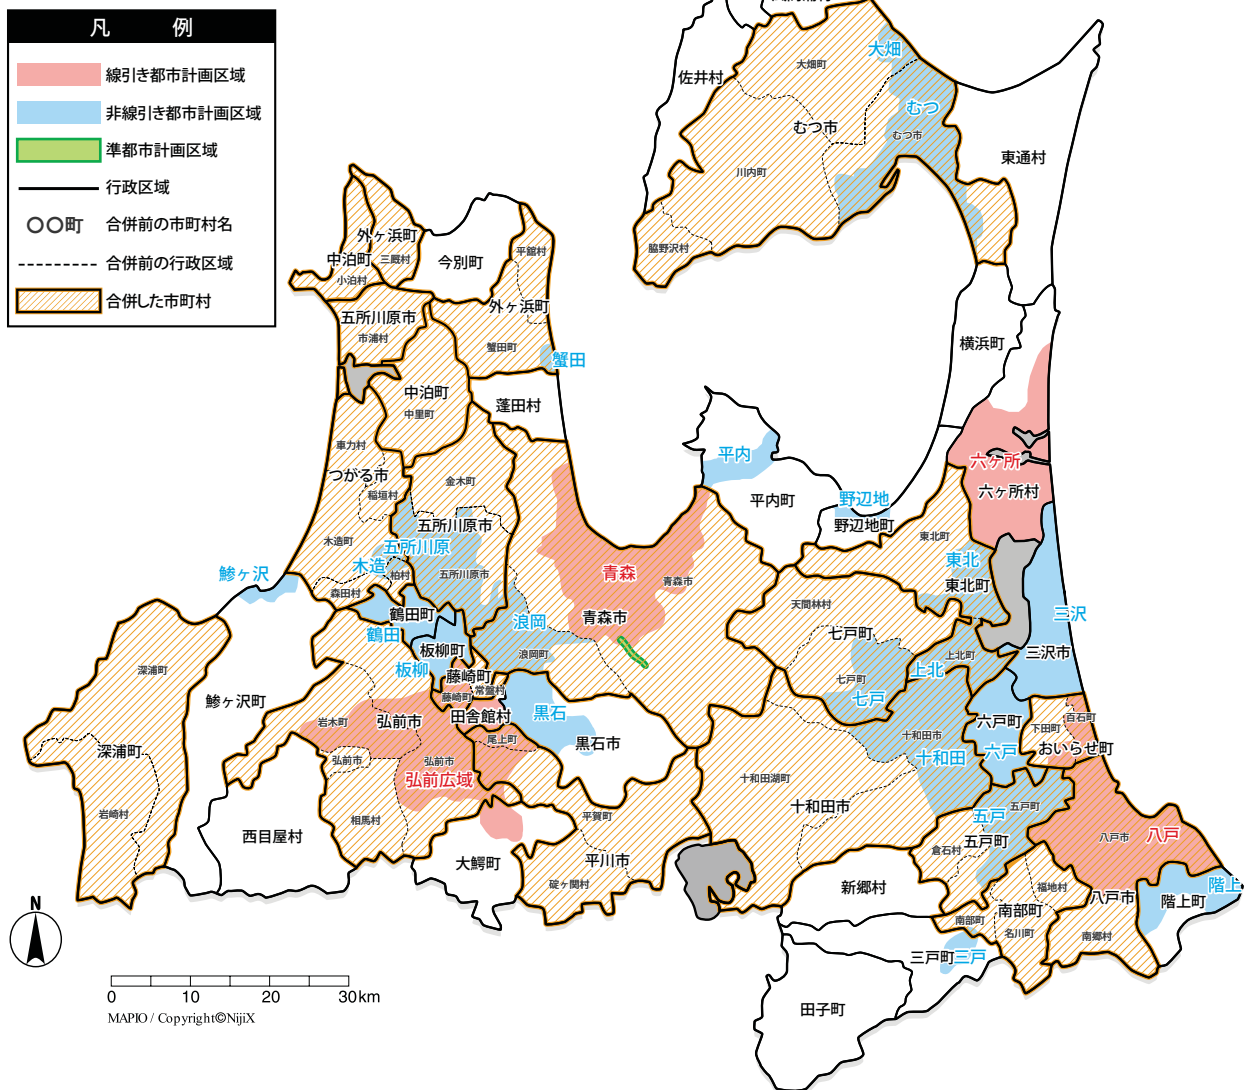 凡 例
線引き都市計画区域
非線引き都市計画区域
準都市計画区域
行政区域
○○町 合併前の市町村名
合併前の行政区域
合併した市町村
佐井村
大畑
大畑町
むつ
むつ市
むつ市
東通村
川内町
脇野沢村
外ヶ浜町
中泊町
三厩村
小泊村
今別町
平舘村
五所川原市
市浦村
外ヶ浜町
蟹田町
蟹田
横浜町
中泊町
中里町
蓬田村
車力村
つがる市
稲垣村
金木町
平内
平内町
野辺地
野辺地町
六ヶ所
六ヶ所村
木造町
五所川原市
五所川原
木造
柏村
五所川原市
森田村
鰺ヶ沢
青森
青森市
青森市
東北町
東北
東北町
三沢
三沢市
鶴田町
鶴田
浪岡
浪岡町
板柳町
板柳
天間林村
七戸町
上北町
上北
七戸町
七戸
深浦町
鰺ヶ沢町
藤崎町
常盤村
藤崎町
田舎館村
黒石
黒石市
尾上町
岩木町
弘前市
弘前市
弘前市
弘前広域
深浦町
岩崎村
相馬村
西目屋村
大鰐町
平賀町
平川市
碇ヶ関村
十和田市
十和田
十和田湖町
十和田市
六戸町
六戸
下田町
百石町
おいらせ町
五戸町
五戸
五戸町
倉石村
八戸市
八戸
八戸市
新郷村
福地村
南部町
南部町
名川町
南郷村
階上
階上町
三戸町
三戸
田子町
N
0 10 20 30km
MAPIO / Copyright©NijiX